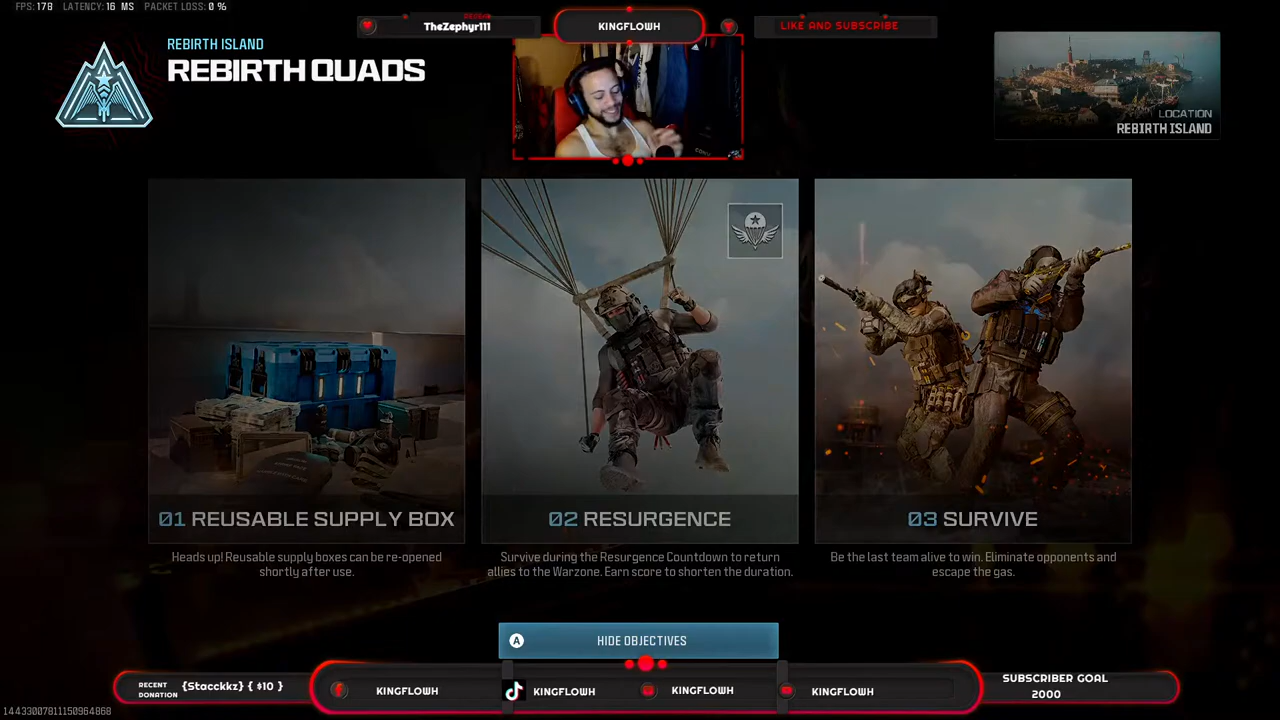 FPS: 178 LATENCY: 16 MS PACKET LOSS: 0 %
TheZephyr111
KINGFLOWH
LIKE AND SUBSCRIBE
REBIRTH ISLAND
REBIRTH QUADS
LOCATION
REBIRTH ISLAND
01 REUSABLE SUPPLY BOX
Heads up! Reusable supply boxes can be re-opened
shortly after use.
02 RESURGENCE
Survive during the Resurgence Countdown to return
allies to the Warzone. Earn score to shorten the duration.
03 SURVIVE
Be the last team alive to win. Eliminate opponents and
escape the gas.
A HIDE OBJECTIVES
RECENT
DONATION
{Stacckkz} { $10 }
KINGFLOWH
KINGFLOWH
KINGFLOWH
KINGFLOWH
SUBSCRIBER GOAL
2000
14433007811150964868